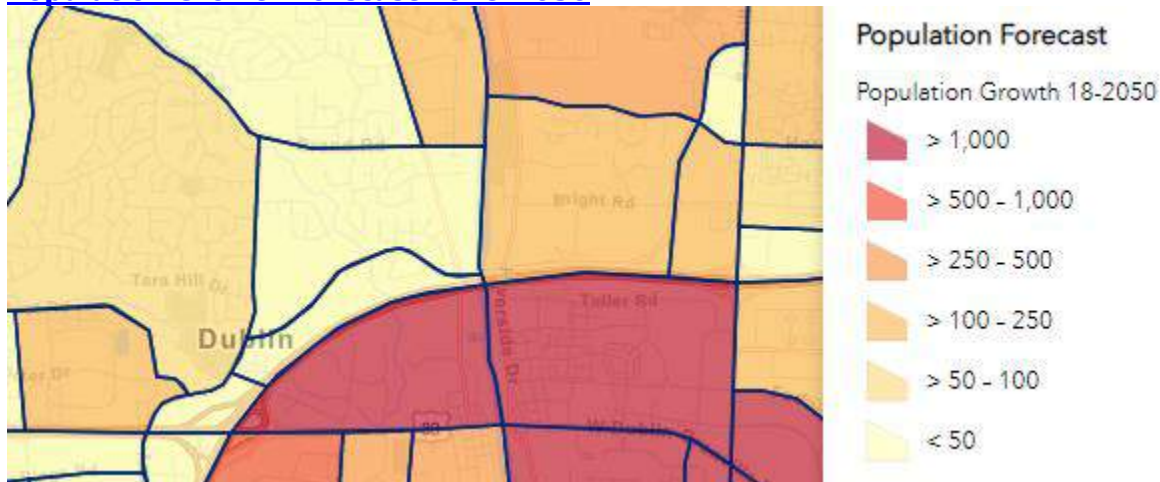 Population Forecast
Population Growth 18-2050
> 1,000
> 500 - 1,000
> 250 - 500
> 100 - 250
> 50 - 100
< 50
Bright Rd
Tara Hill Dr
Tuller Rd
Riverside Dr
Dublin
W Dublin